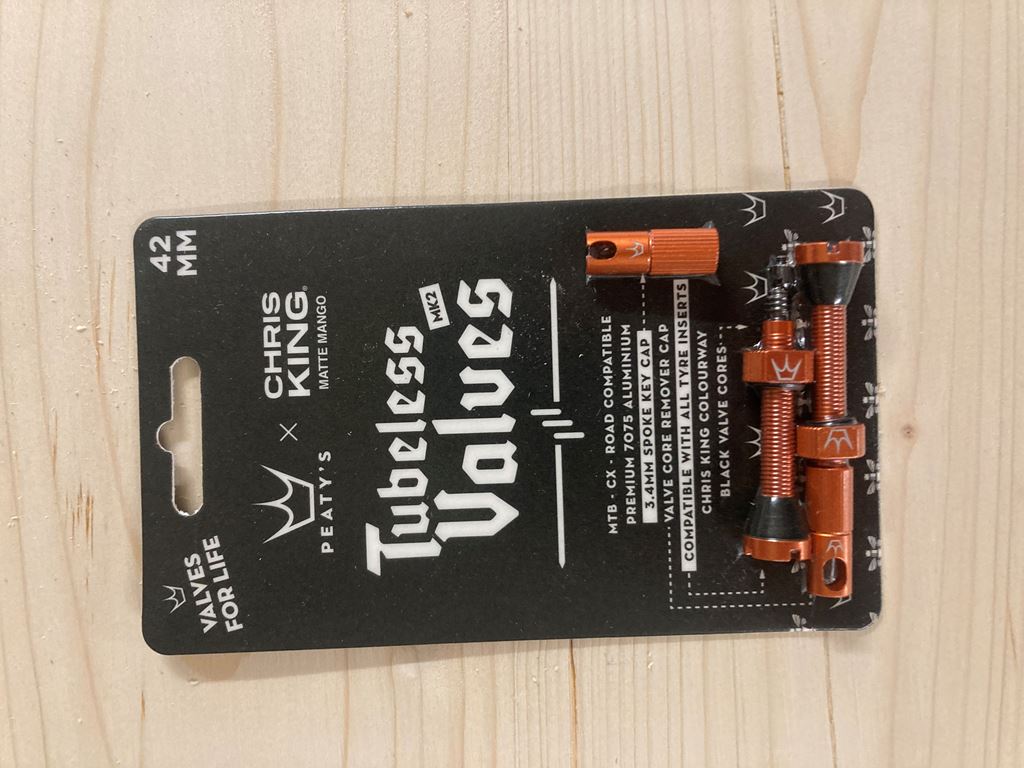 VALVES
FOR LIFE
42
MM
PEATY'S
×
CHRIS
KING®
MATTE MANGO
Tubeless
MK2
Valves
MTB - CX - ROAD COMPATIBLE
PREMIUM 7075 ALUMINIUM
3.4MM SPOKE KEY CAP
VALVE CORE REMOVER CAP
COMPATIBLE WITH ALL TYRE INSERTS
CHRIS KING COLOURWAY
BLACK VALVE CORES